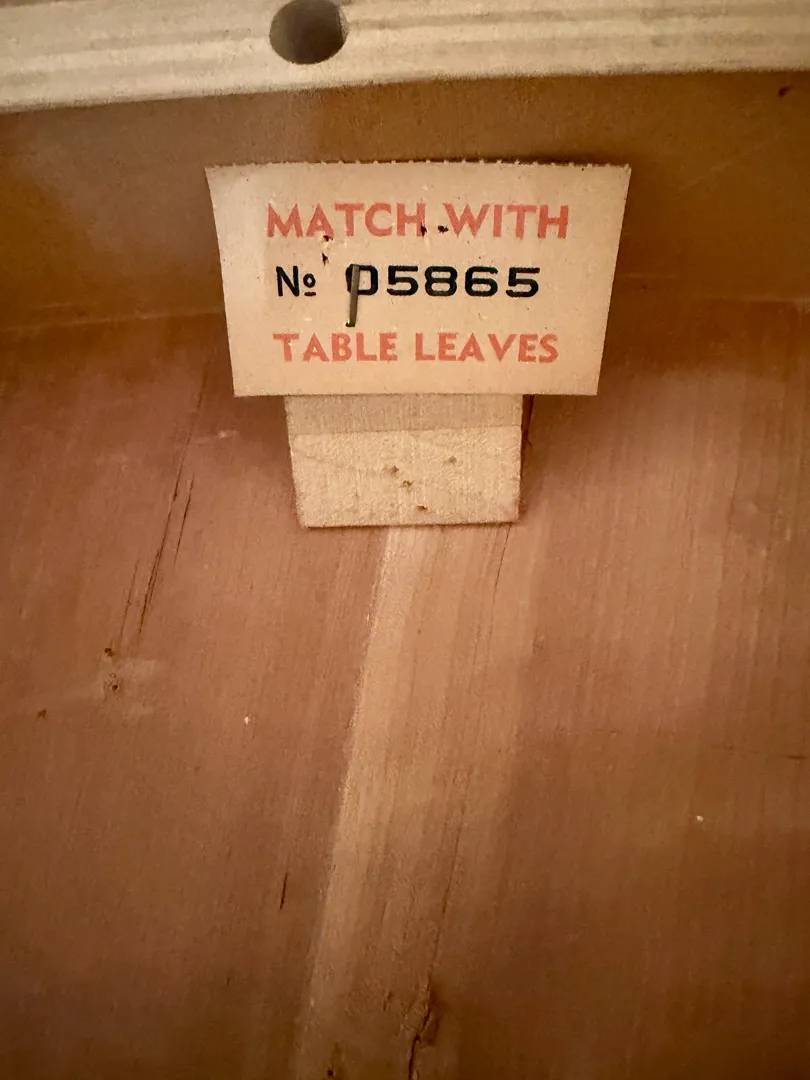 MATCH WITH
№ 05865
TABLE LEAVES